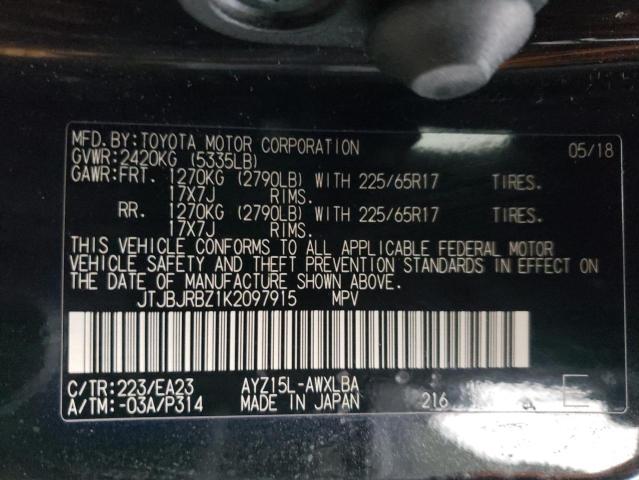 MFD. BY: TOYOTA MOTOR CORPORATION 05/18
GVWR: 2420KG (5335LB)
GAWR: FRT. 1270KG (2790LB) WITH 225/65R17 TIRES.
17X7J RIMS.
RR. 1270KG (2790LB) WITH 225/65R17 TIRES.
17X7J RIMS.
THIS VEHICLE CONFORMS TO ALL APPLICABLE FEDERAL MOTOR
VEHICLE SAFETY AND THEFT PREVENTION STANDARDS IN EFFECT ON
THE DATE OF MANUFACTURE SHOWN ABOVE.
JTJBJRBZ1K2097915 MPV
C/TR: 223/EA23 AYZ15L-AWXLBA
A/TM: -03A/P314 MADE IN JAPAN 216 E